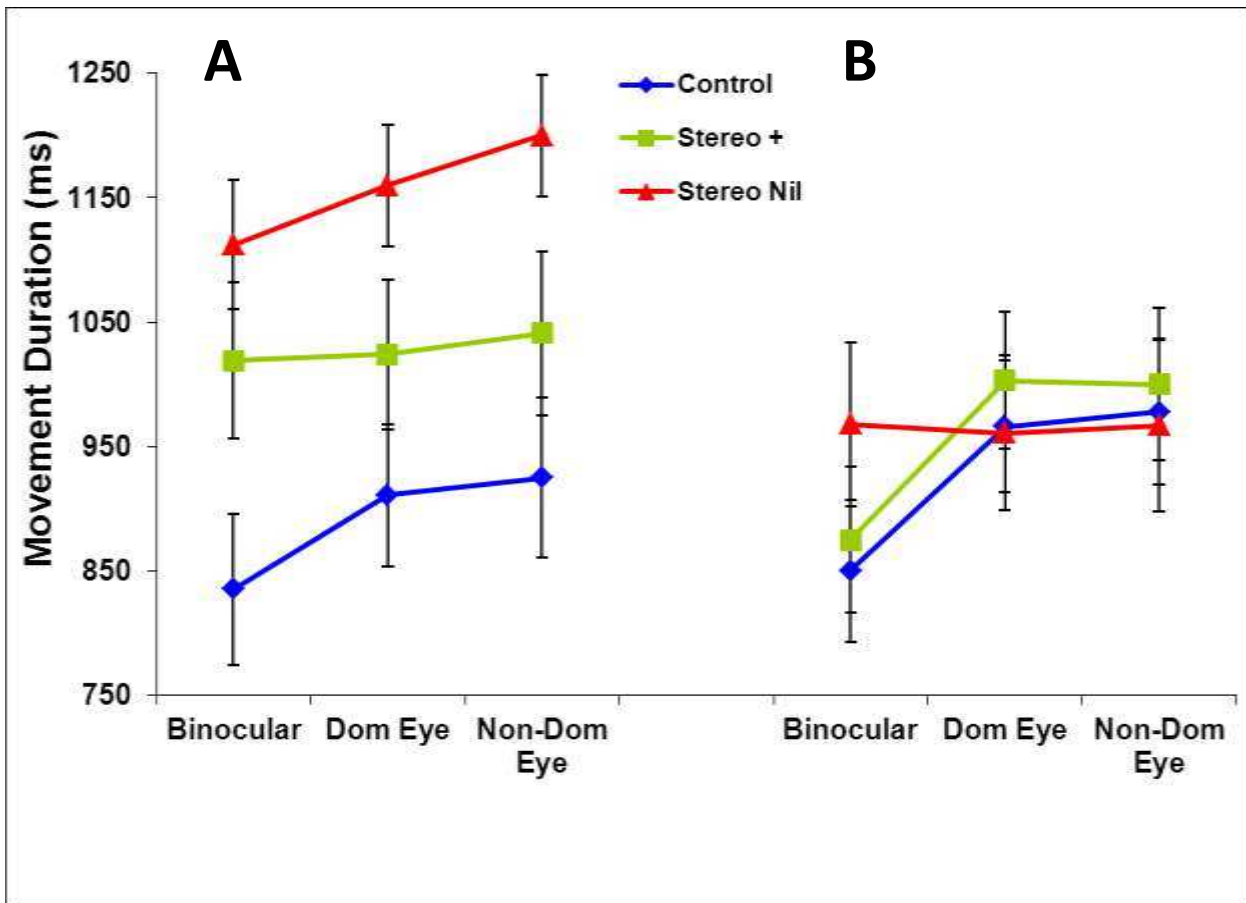 A
B
Control
Stereo +
Stereo Nil
Movement Duration (ms)
1250
1150
1050
950
850
750
Binocular
Dom Eye
Non-Dom
Eye
Binocular
Dom Eye
Non-Dom
Eye